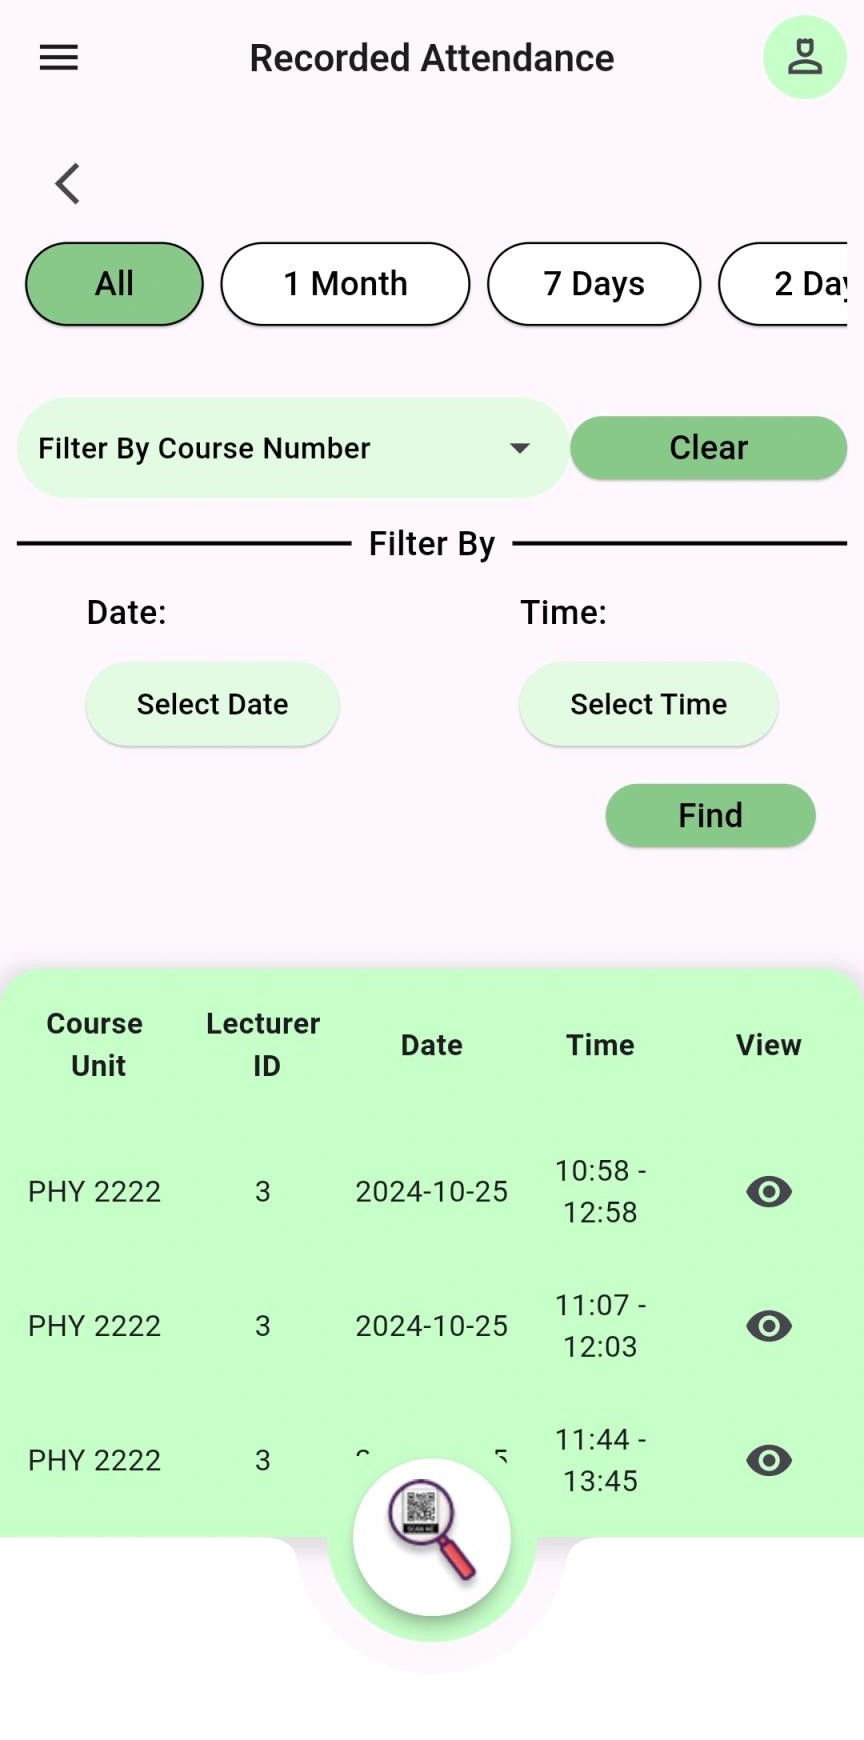 Recorded Attendance
All 1 Month 7 Days 2 Day
Filter By Course Number Clear
Filter By
Date: Time:
Select Date Select Time
Find
Course Unit Lecturer ID Date Time View
PHY 2222 3 2024-10-25 10:58 - 12:58
PHY 2222 3 2024-10-25 11:07 - 12:03
PHY 2222 3 11:44 - 13:45
SCAN ME